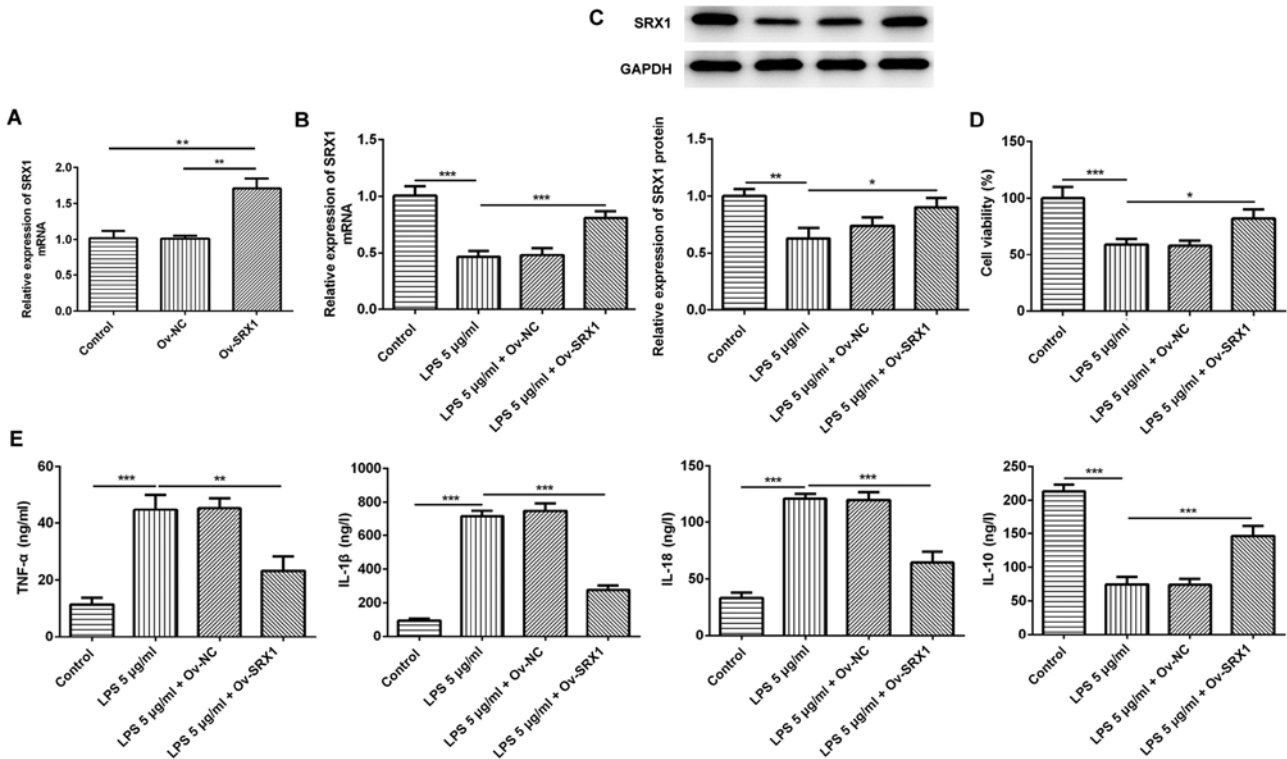 C
SRX1
GAPDH
A
Relative expression of SRX1
mRNA
2.0
1.5
1.0
0.5
0.0
**
**
Control
Ov-NC
Ov-SRX1
B
Relative expression of SRX1
mRNA
1.5
1.0
0.5
0.0
***
***
Control
LPS 5 µg/ml
LPS 5 µg/ml + Ov-NC
LPS 5 µg/ml + Ov-SRX1
Relative expression of SRX1 protein
1.5
1.0
0.5
0.0
**
*
Control
LPS 5 µg/ml
LPS 5 µg/ml + Ov-NC
LPS 5 µg/ml + Ov-SRX1
D
Cell viability (%)
150
100
50
0
***
*
Control
LPS 5 µg/ml
LPS 5 µg/ml + Ov-NC
LPS 5 µg/ml + Ov-SRX1
E
TNF-α (ng/ml)
60
40
20
0
***
**
Control
LPS 5 µg/ml
LPS 5 µg/ml + Ov-NC
LPS 5 µg/ml + Ov-SRX1
IL-1β (ng/l)
1000
800
600
400
200
0
***
***
Control
LPS 5 µg/ml
LPS 5 µg/ml + Ov-NC
LPS 5 µg/ml + Ov-SRX1
IL-18 (ng/l)
150
100
50
0
***
***
Control
LPS 5 µg/ml
LPS 5 µg/ml + Ov-NC
LPS 5 µg/ml + Ov-SRX1
IL-10 (ng/l)
250
200
150
100
50
0
***
***
Control
LPS 5 µg/ml
LPS 5 µg/ml + Ov-NC
LPS 5 µg/ml + Ov-SRX1